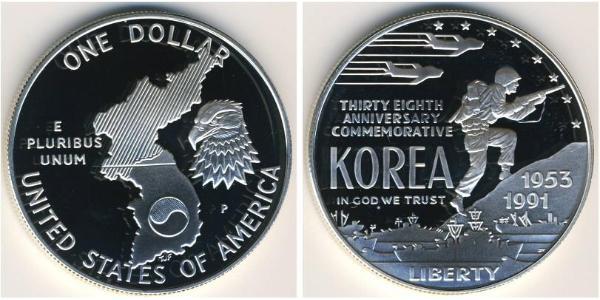 ONE DOLLAR
E
PLURIBUS
UNUM
P
UNITED STATES OF AMERICA
THIRTY EIGHTH
ANNIVERSARY
COMMEMORATIVE
KOREA
IN GOD WE TRUST
1953
1991
LIBERTY